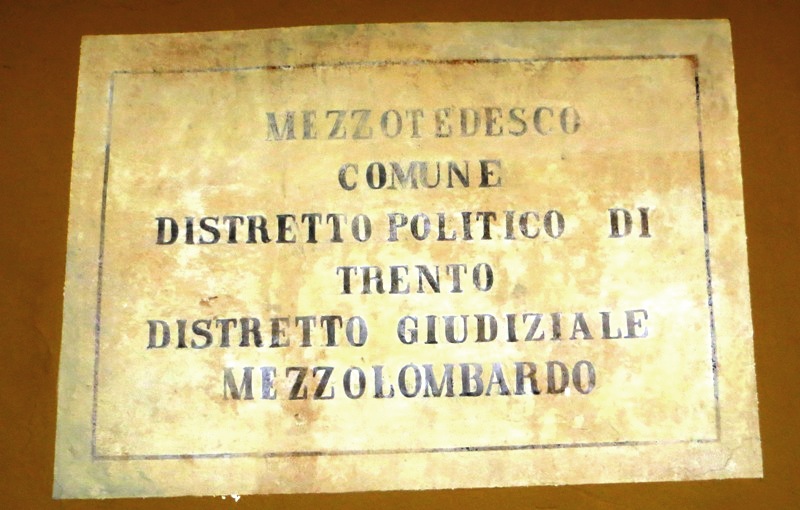 MEZZOTEDESCO
COMUNE
DISTRETTO POLITICO DI
TRENTO
DISTRETTO GIUDIZIALE
MEZZOLOMBARDO